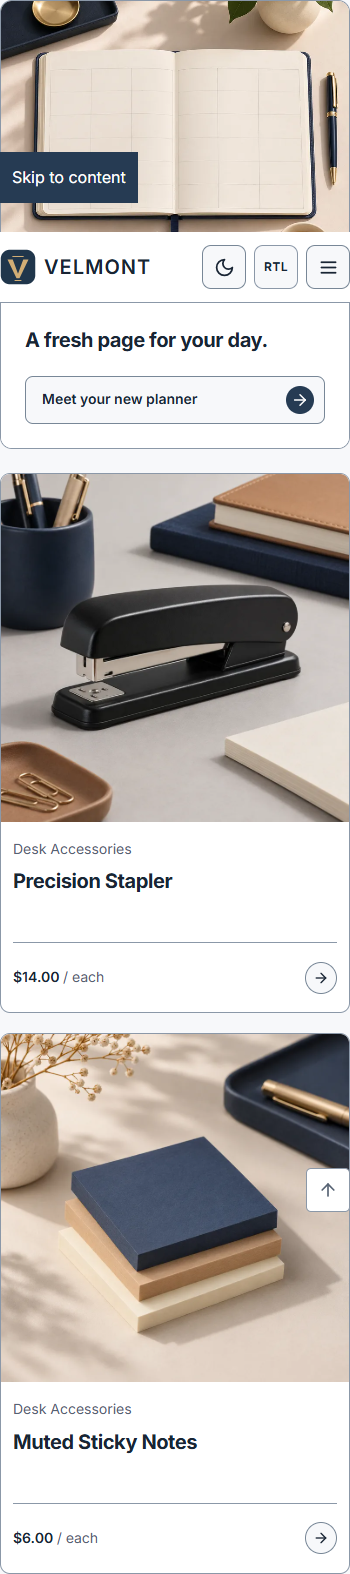 Skip to content
VELMONT
RTL
A fresh page for your day.
Meet your new planner
Desk Accessories
Precision Stapler
$14.00 / each
Desk Accessories
Muted Sticky Notes
$6.00 / each